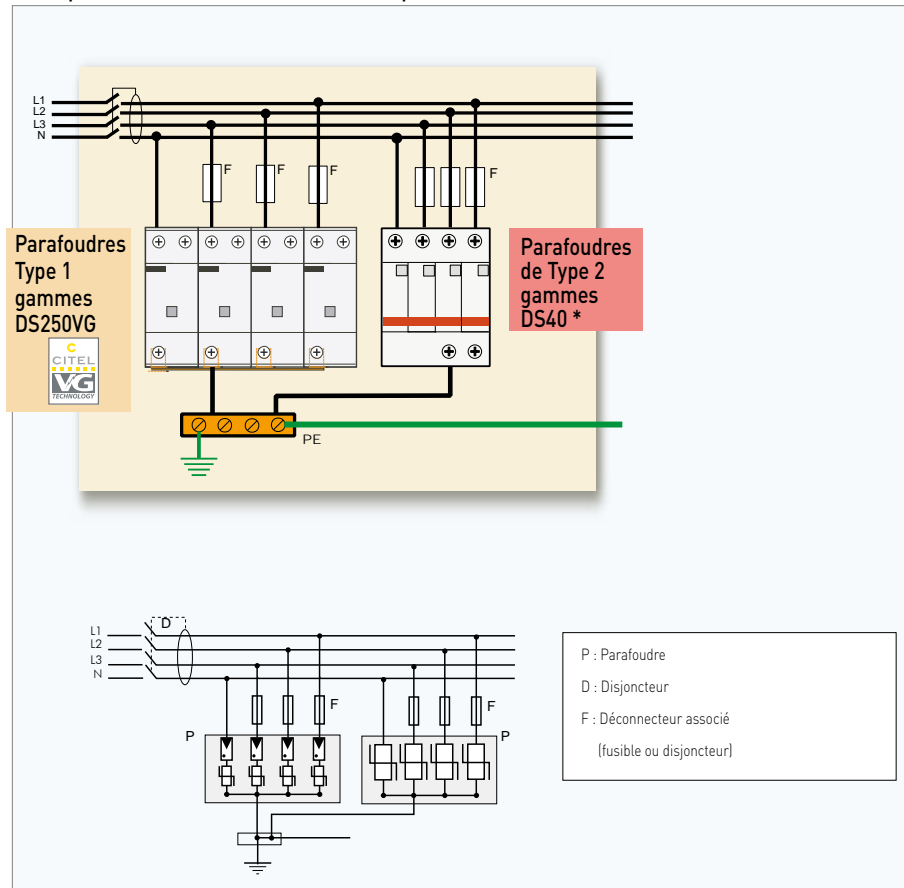 L1
L2
L3
N
F
F
F
F
Parafoudres
Type 1
gammes
DS250VG
C
CITEL
VG
TECHNOLOGY
Parafoudres
de Type 2
gammes
DS40 *
PE
D
L1
L2
L3
N
F
F
P
P
P : Parafoudre
D : Disjoncteur
F : Déconnecteur associé
(fusible ou disjoncteur)